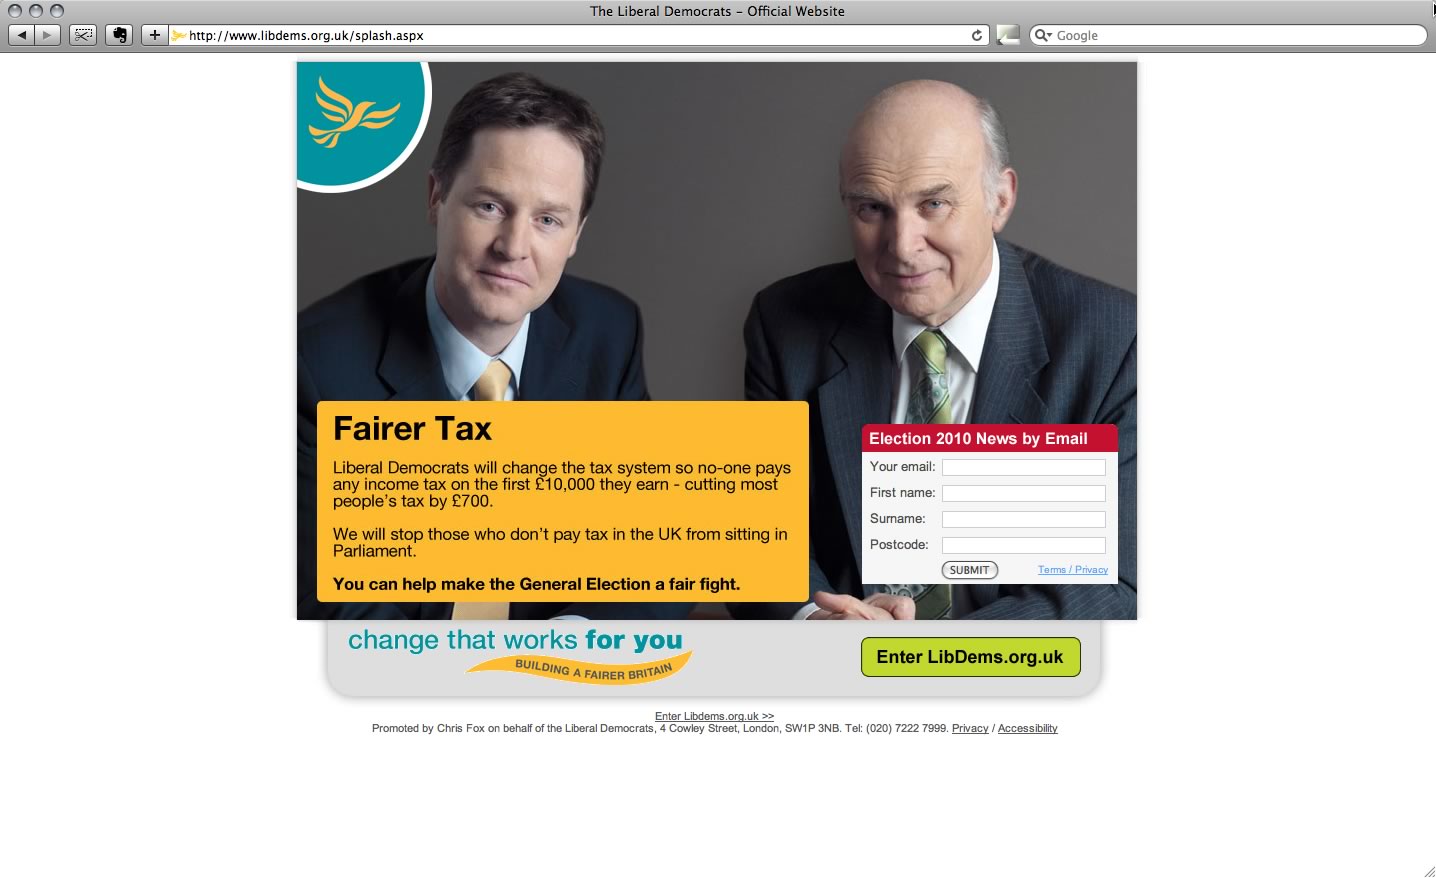 The Liberal Democrats – Official Website
http://www.libdems.org.uk/splash.aspx
Google
Fairer Tax
Liberal Democrats will change the tax system so no-one pays
any income tax on the first £10,000 they earn - cutting most
people's tax by £700.
We will stop those who don't pay tax in the UK from sitting in
Parliament.
You can help make the General Election a fair fight.
Election 2010 News by Email
Your email:
First name:
Surname:
Postcode:
SUBMIT
Terms / Privacy
change that works for you
BUILDING A FAIRER BRITAIN
Enter LibDems.org.uk
Enter Libdems.org.uk >>
Promoted by Chris Fox on behalf of the Liberal Democrats, 4 Cowley Street, London, SW1P 3NB. Tel: (020) 7222 7999. Privacy / Accessibility